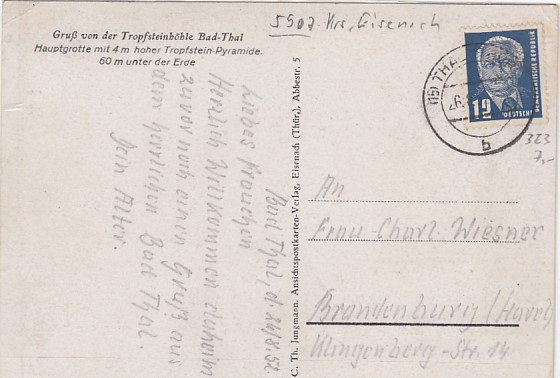 Gruß von der Tropfsteinhöhle Bad-Thal
Hauptgrotte mit 4 m hoher Tropfstein-Pyramide.
60 m unter der Erde
5907 Krs. Eisenach
Bad Thal, d. 24/8.52.
Liebes Frauchen
Herzlich Willkommen daheim
zuvor noch einen Gruß aus
dem herrlichen Bad Thal.
Dein Alter.
C. Th. Jungmann, Ansichtspostkarten-Verlag, Eisenach (Thür.), Abbestr. 5
THAL
b
12
DEUTSCHE
DEMOKRATISCHE REPUBLIK
323
7,-
An
Frau Charl. Wiesner
Brandenburg (Havel)
Klingenberg-Str. 14